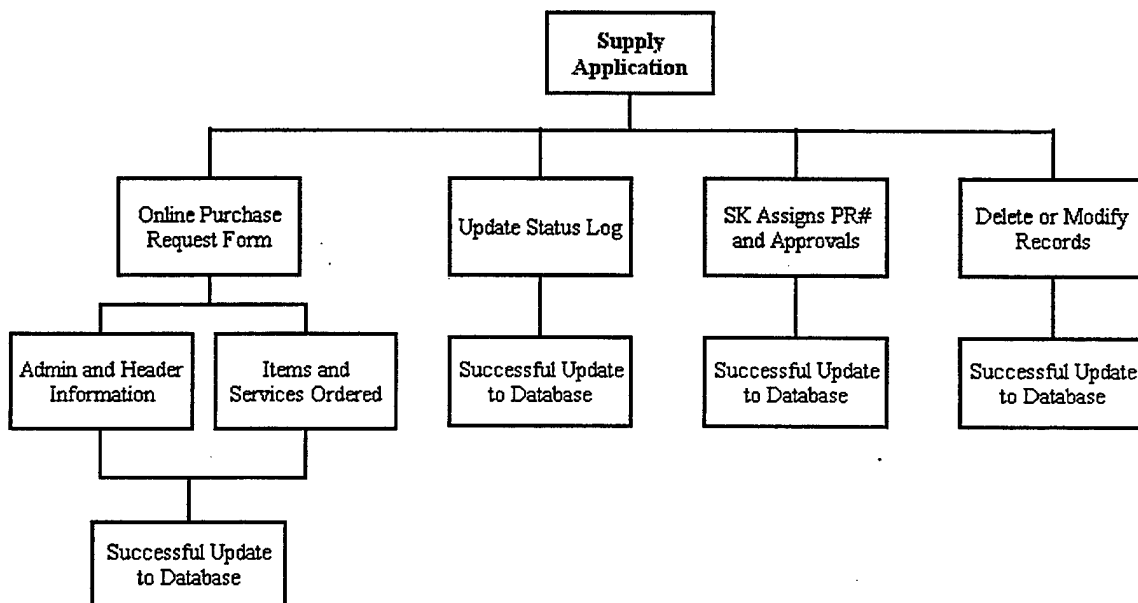 Supply
Application
Online Purchase
Request Form
Update Status Log
SK Assigns PR#
and Approvals
Delete or Modify
Records
Admin and Header
Information
Items and
Services Ordered
Successful Update
to Database
Successful Update
to Database
Successful Update
to Database
Successful Update
to Database